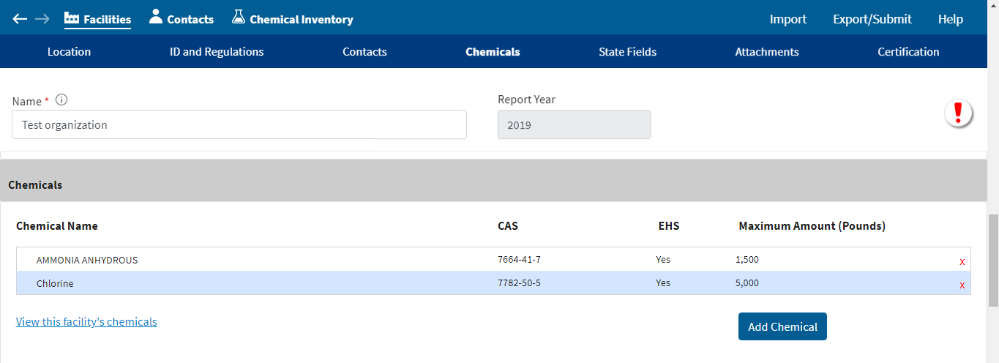 Facilities Contacts Chemical Inventory Import Export/Submit Help
Location ID and Regulations Contacts Chemicals State Fields Attachments Certification
Name * Report Year
Test organization 2019
Chemicals
Chemical Name CAS EHS Maximum Amount (Pounds)
AMMONIA ANHYDROUS 7664-41-7 Yes 1,500 x
Chlorine 7782-50-5 Yes 5,000 x
View this facility's chemicals Add Chemical